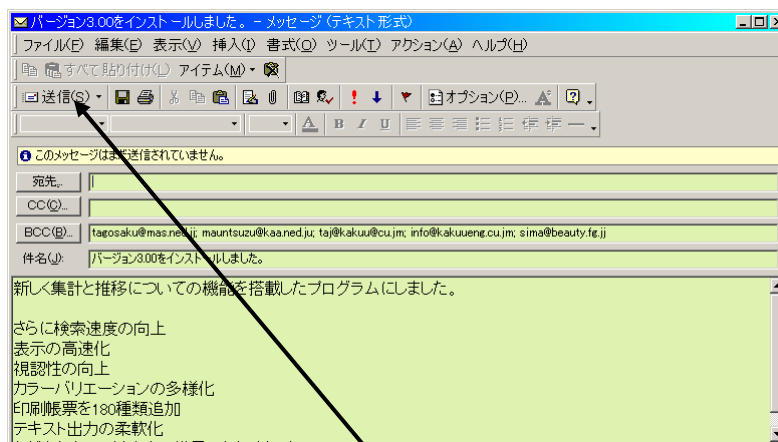 バージョン3.00をインストールしました。 - メッセージ (テキスト形式)
ファイル(F) 編集(E) 表示(V) 挿入(I) 書式(O) ツール(T) アクション(A) ヘルプ(H)
すべて貼り付け(L) アイテム(M)
送信(S) オプション(P)...
A B I U
このメッセージはまだ送信されていません。
宛先...
CC(C)...
BCC(B)... tagosaku@mas.ned.jj; mauntsuzu@kaa.ned.ju; taj@kakuu@cu.jm; info@kakuueng.cu.jm; sima@beauty.fg.jj
件名(J): バージョン3.00をインストールしました。
新しく集計と推移についての機能を搭載したプログラムにしました。
さらに検索速度の向上
表示の高速化
視認性の向上
カラーバリエーションの多様化
印刷帳票を180種類追加
テキスト出力の柔軟化